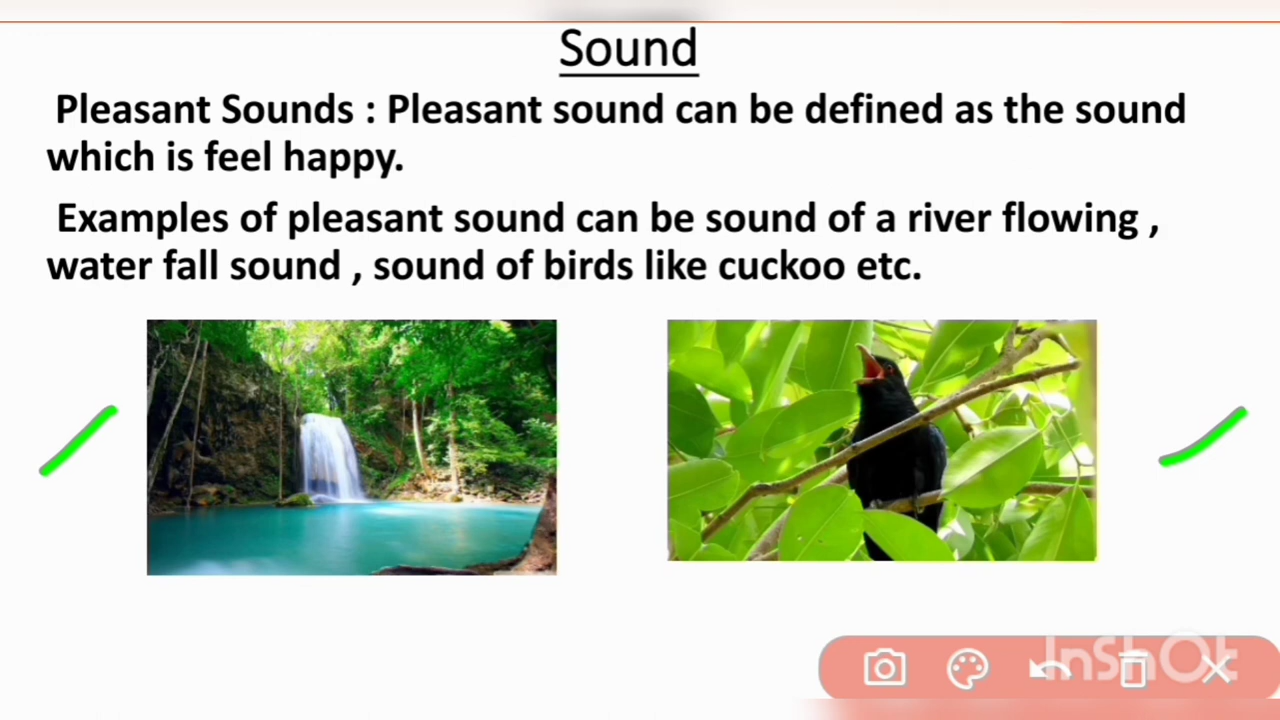 Sound
Pleasant Sounds : Pleasant sound can be defined as the sound
which is feel happy.
Examples of pleasant sound can be sound of a river flowing ,
water fall sound , sound of birds like cuckoo etc.
InShOt